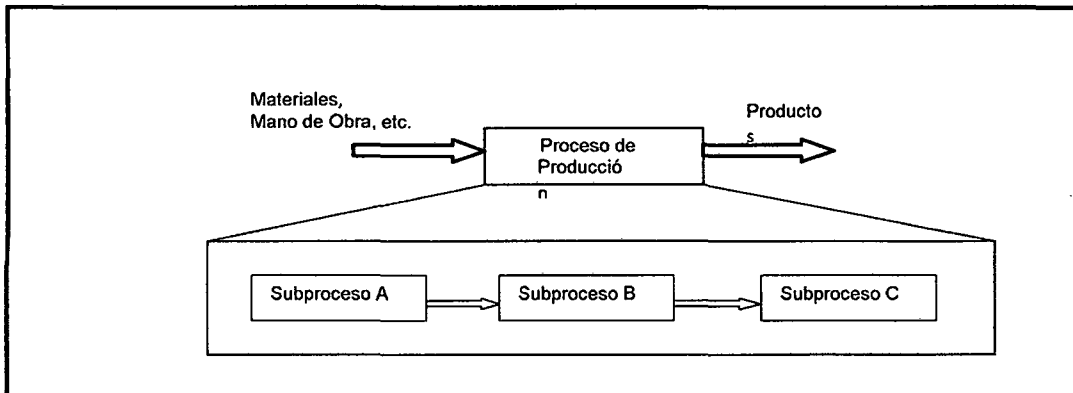 Materiales,
Mano de Obra, etc.
Producto
s
Proceso de
Producció
n
Subproceso A
Subproceso B
Subproceso C